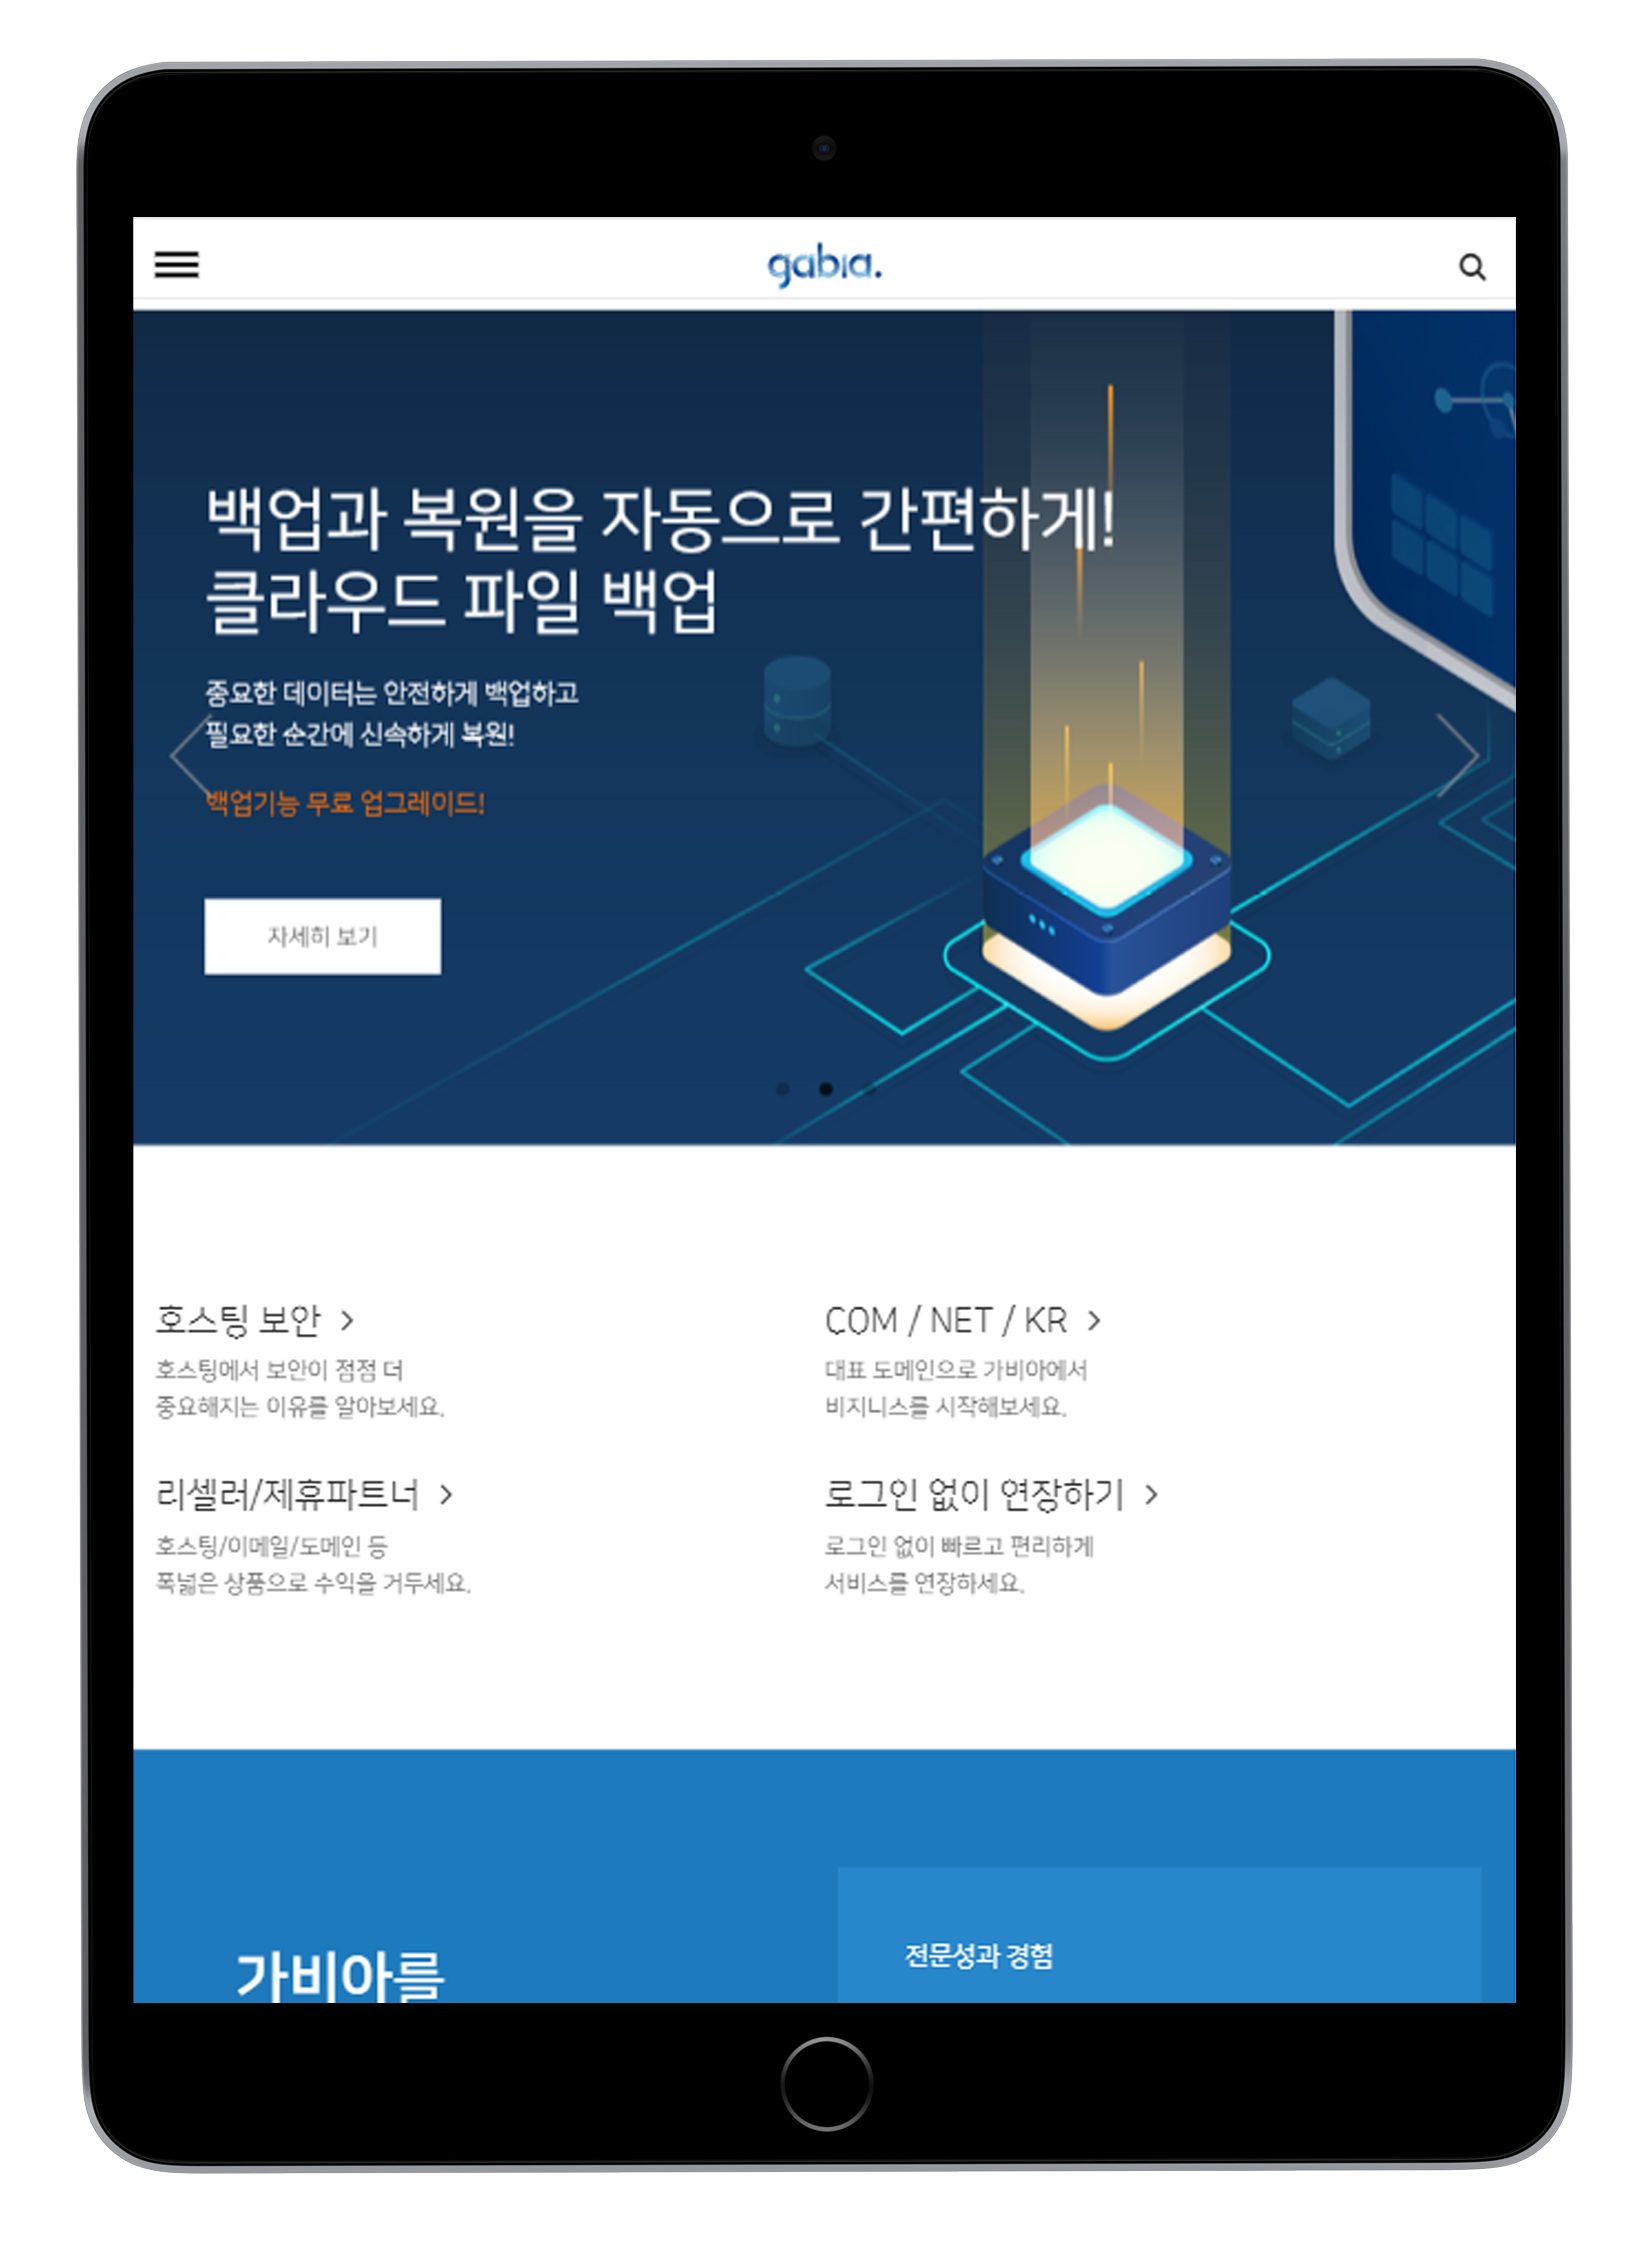 gabia.
백업과 복원을 자동으로 간편하게!
클라우드 파일 백업
중요한 데이터는 안전하게 백업하고
필요한 순간에 신속하게 복원!
백업기능 무료 업그레이드!
자세히 보기
호스팅 보안 >
호스팅에서 보안이 점점 더
중요해지는 이유를 알아보세요.
COM / NET / KR >
대표 도메인으로 가비아에서
비지니스를 시작해보세요.
리셀러/제휴파트너 >
호스팅/이메일/도메인 등
폭넓은 상품으로 수익을 거두세요.
로그인 없이 연장하기 >
로그인 없이 빠르고 편리하게
서비스를 연장하세요.
가비아를
전문성과 경험